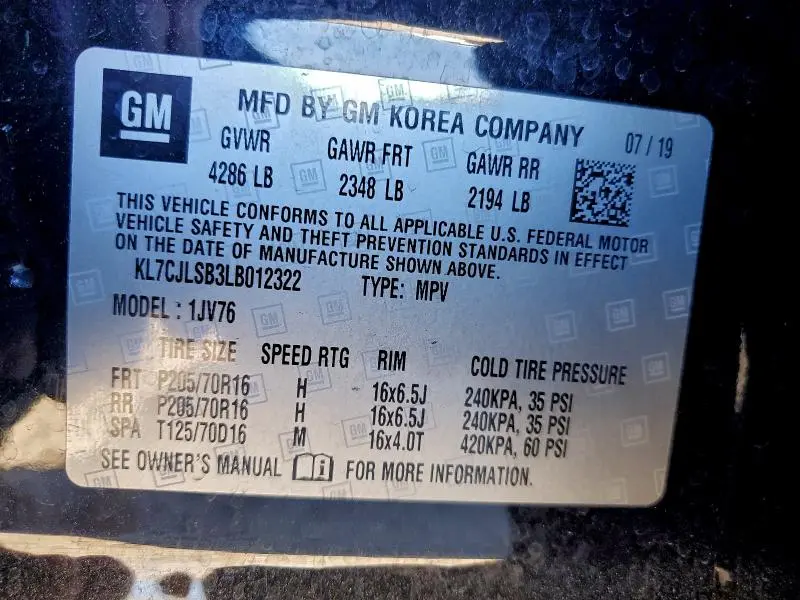 GM
MFD BY GM KOREA COMPANY 07 / 19
GVWR GAWR FRT GAWR RR
4286 LB 2348 LB 2194 LB
THIS VEHICLE CONFORMS TO ALL APPLICABLE U.S. FEDERAL MOTOR
VEHICLE SAFETY AND THEFT PREVENTION STANDARDS IN EFFECT
ON THE DATE OF MANUFACTURE SHOWN ABOVE.
KL7CJLSB3LB012322 TYPE: MPV
MODEL : 1JV76
TIRE SIZE SPEED RTG RIM COLD TIRE PRESSURE
FRT P205/70R16 H 16x6.5J 240KPA, 35 PSI
RR P205/70R16 H 16x6.5J 240KPA, 35 PSI
SPA T125/70D16 M 16x4.0T 420KPA, 60 PSI
SEE OWNER'S MANUAL FOR MORE INFORMATION.